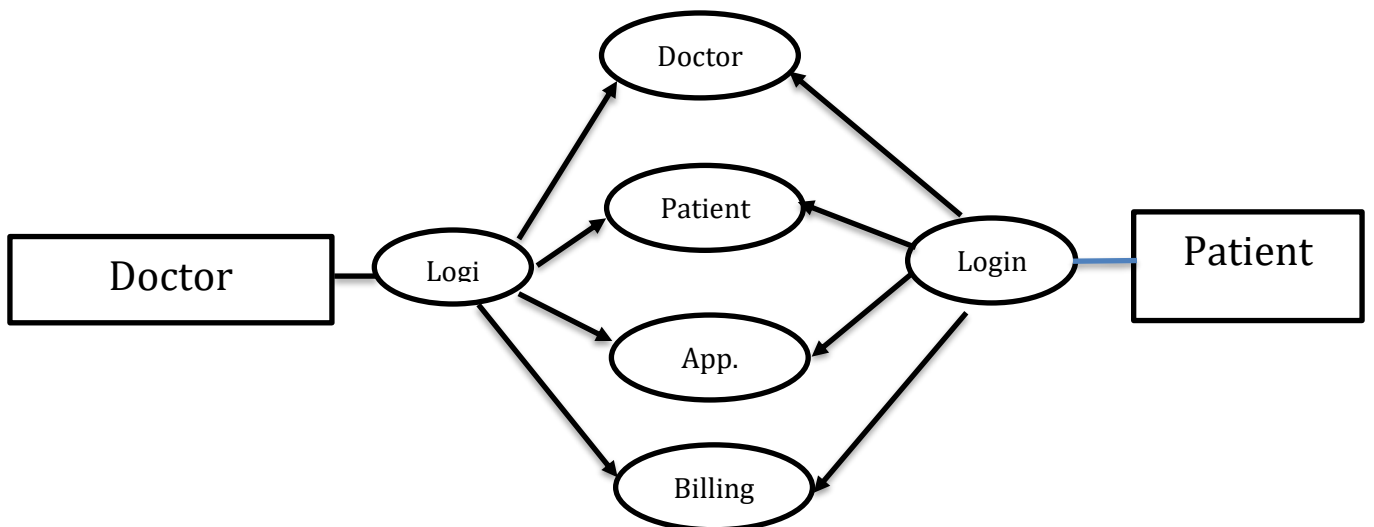 Doctor
Patient
Doctor
Logi
Login
Patient
App.
Billing